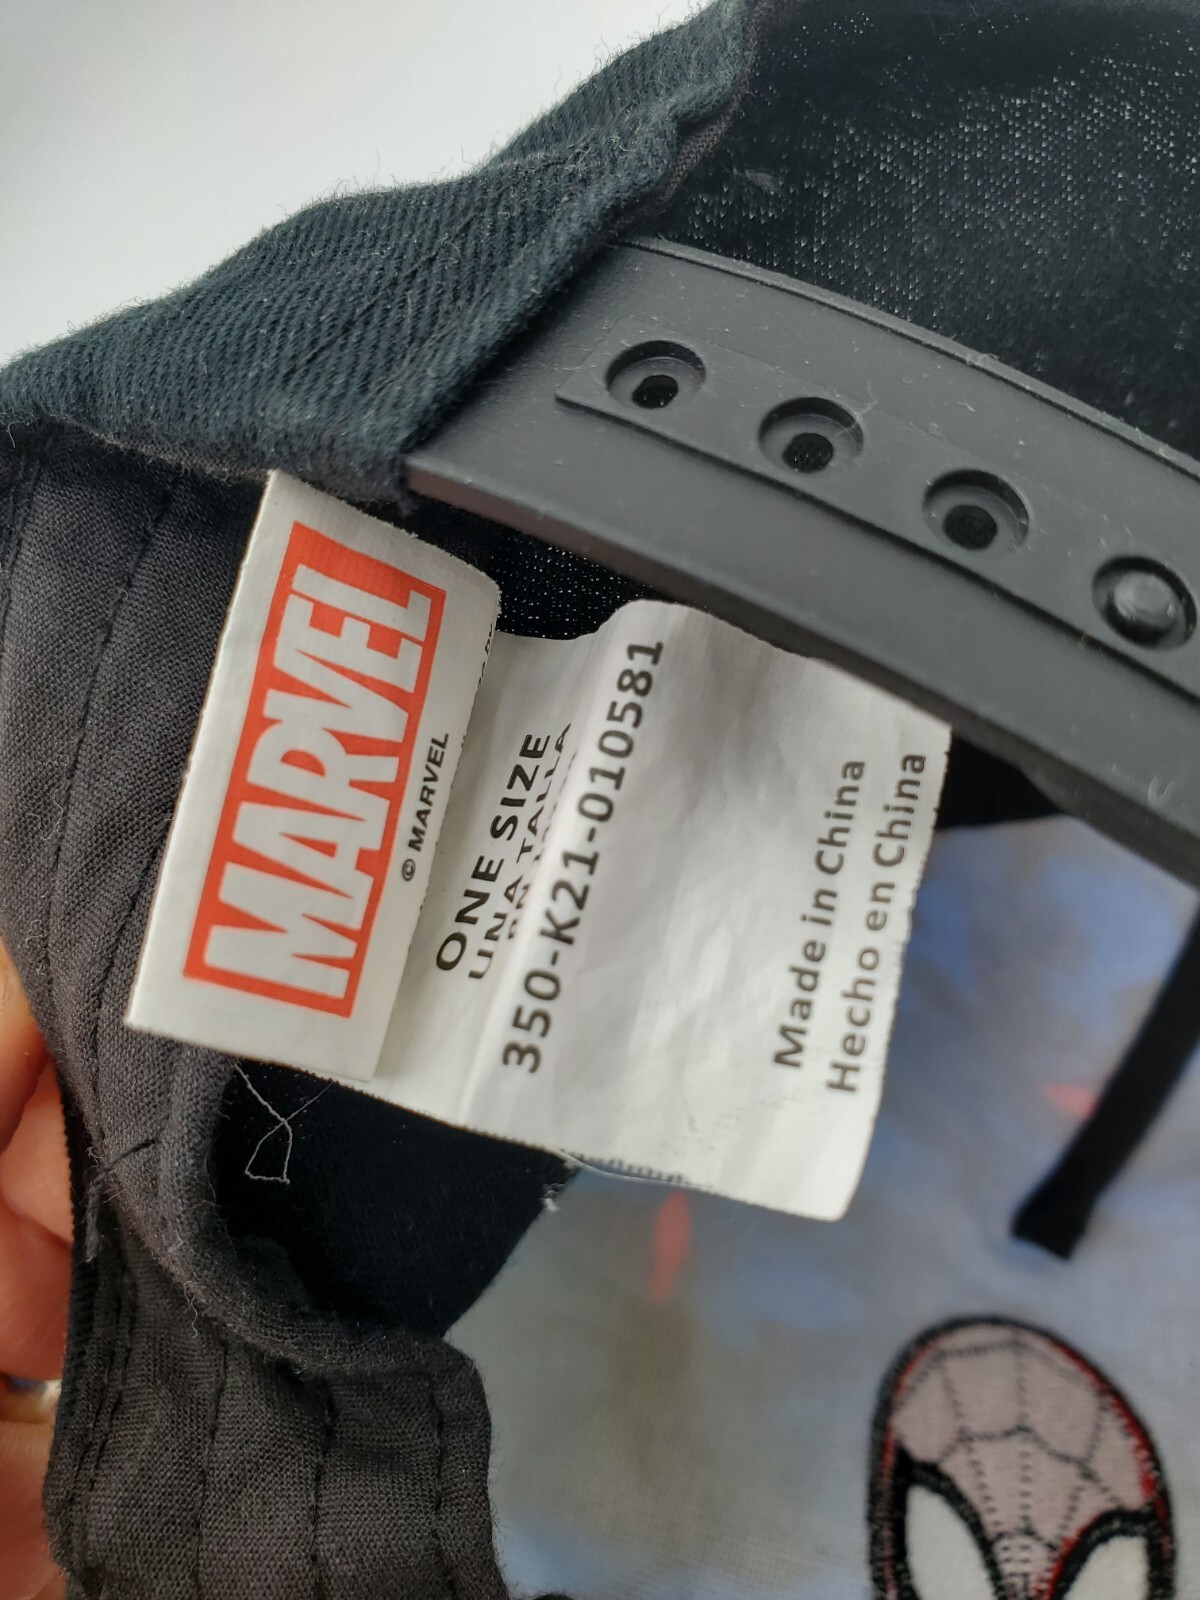 MARVEL
© MARVEL
ONE SIZE
UNA TALLA
350-K21-010581
Made in China
Hecho en China